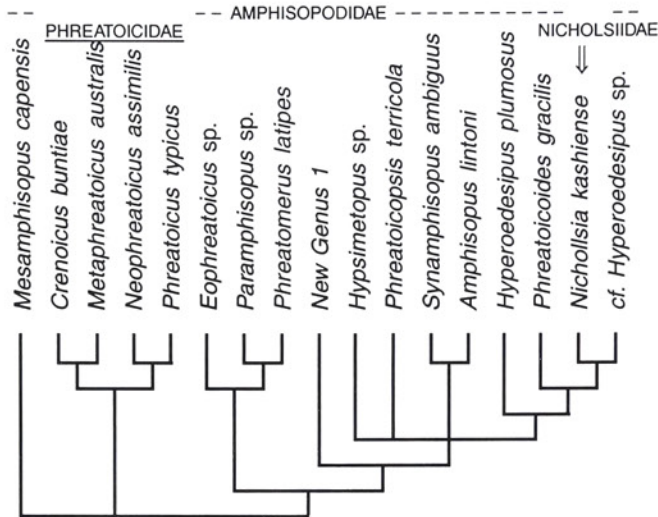 -- AMPHISOPODIDAE --
PHREATOICIDAE
NICHOLSIIDAE
Mesamphisopus capensis
Crenoicus buntiae
Metaphreatoicus australis
Neophreatoicus assimilis
Phreatoicus typicus
Eophreatoicus sp.
Paramphisopus sp.
Phreatomerus latipes
New Genus 1
Hypsimetopus sp.
Phreatoicopsis terricola
Synamphisopus ambiguus
Amphisopus lintoni
Hyperoedesipus plumosus
Phreatoicoides gracilis
Nichollsia kashiense
cf. Hyperoedesipus sp.